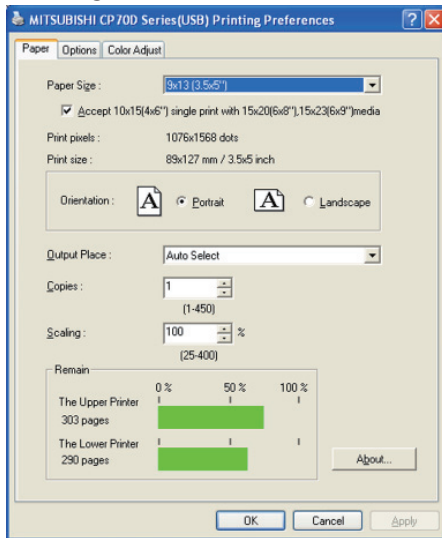 MITSUBISHI CP70D Series(USB) Printing Preferences
Paper Options Color Adjust
Paper Size : 9x13 (3.5x5")
Accept 10x15(4x6") single print with 15x20(6x8"),15x23(6x9")media
Print pixels : 1076x1568 dots
Print size : 89x127 mm / 3.5x5 inch
Orientation : A Portrait A Landscape
Output Place : Auto Select
Copies : 1
(1-450)
Scaling : 100 %
(25-400)
Remain
0 % 50 % 100 %
The Upper Printer
303 pages
The Lower Printer
290 pages
About...
OK Cancel Apply